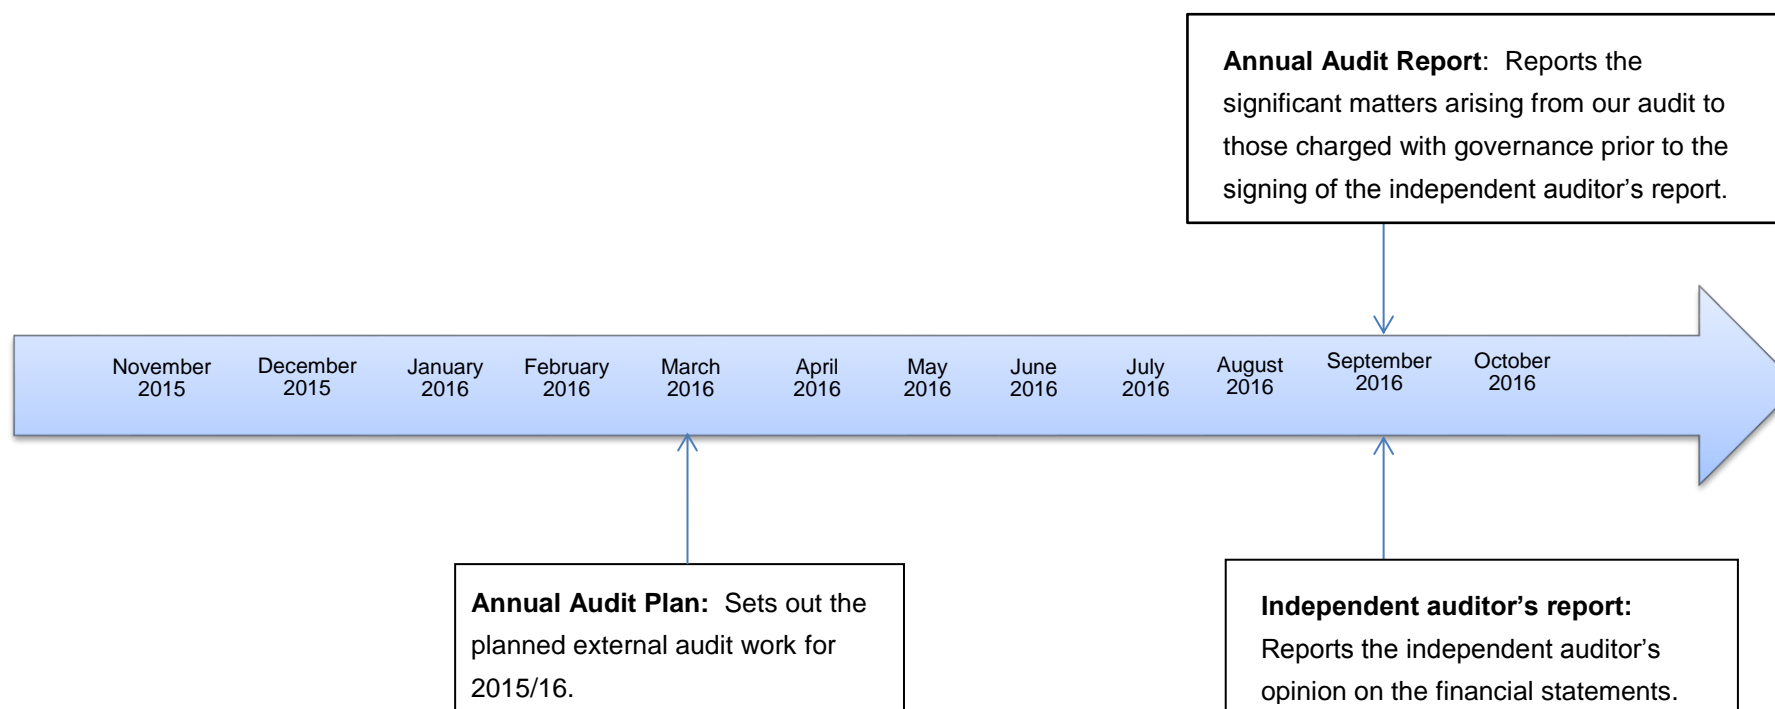 Annual Audit Report:  Reports the
significant matters arising from our audit to
those charged with governance prior to the
signing of the independent auditor’s report.
November
2015
December
2015
January
2016
February
2016
March
2016
April
2016
May
2016
June
2016
July
2016
August
2016
September
2016
October
2016
Annual Audit Plan:  Sets out the
planned external audit work for
2015/16.
Independent auditor’s report:
Reports the independent auditor’s
opinion on the financial statements.